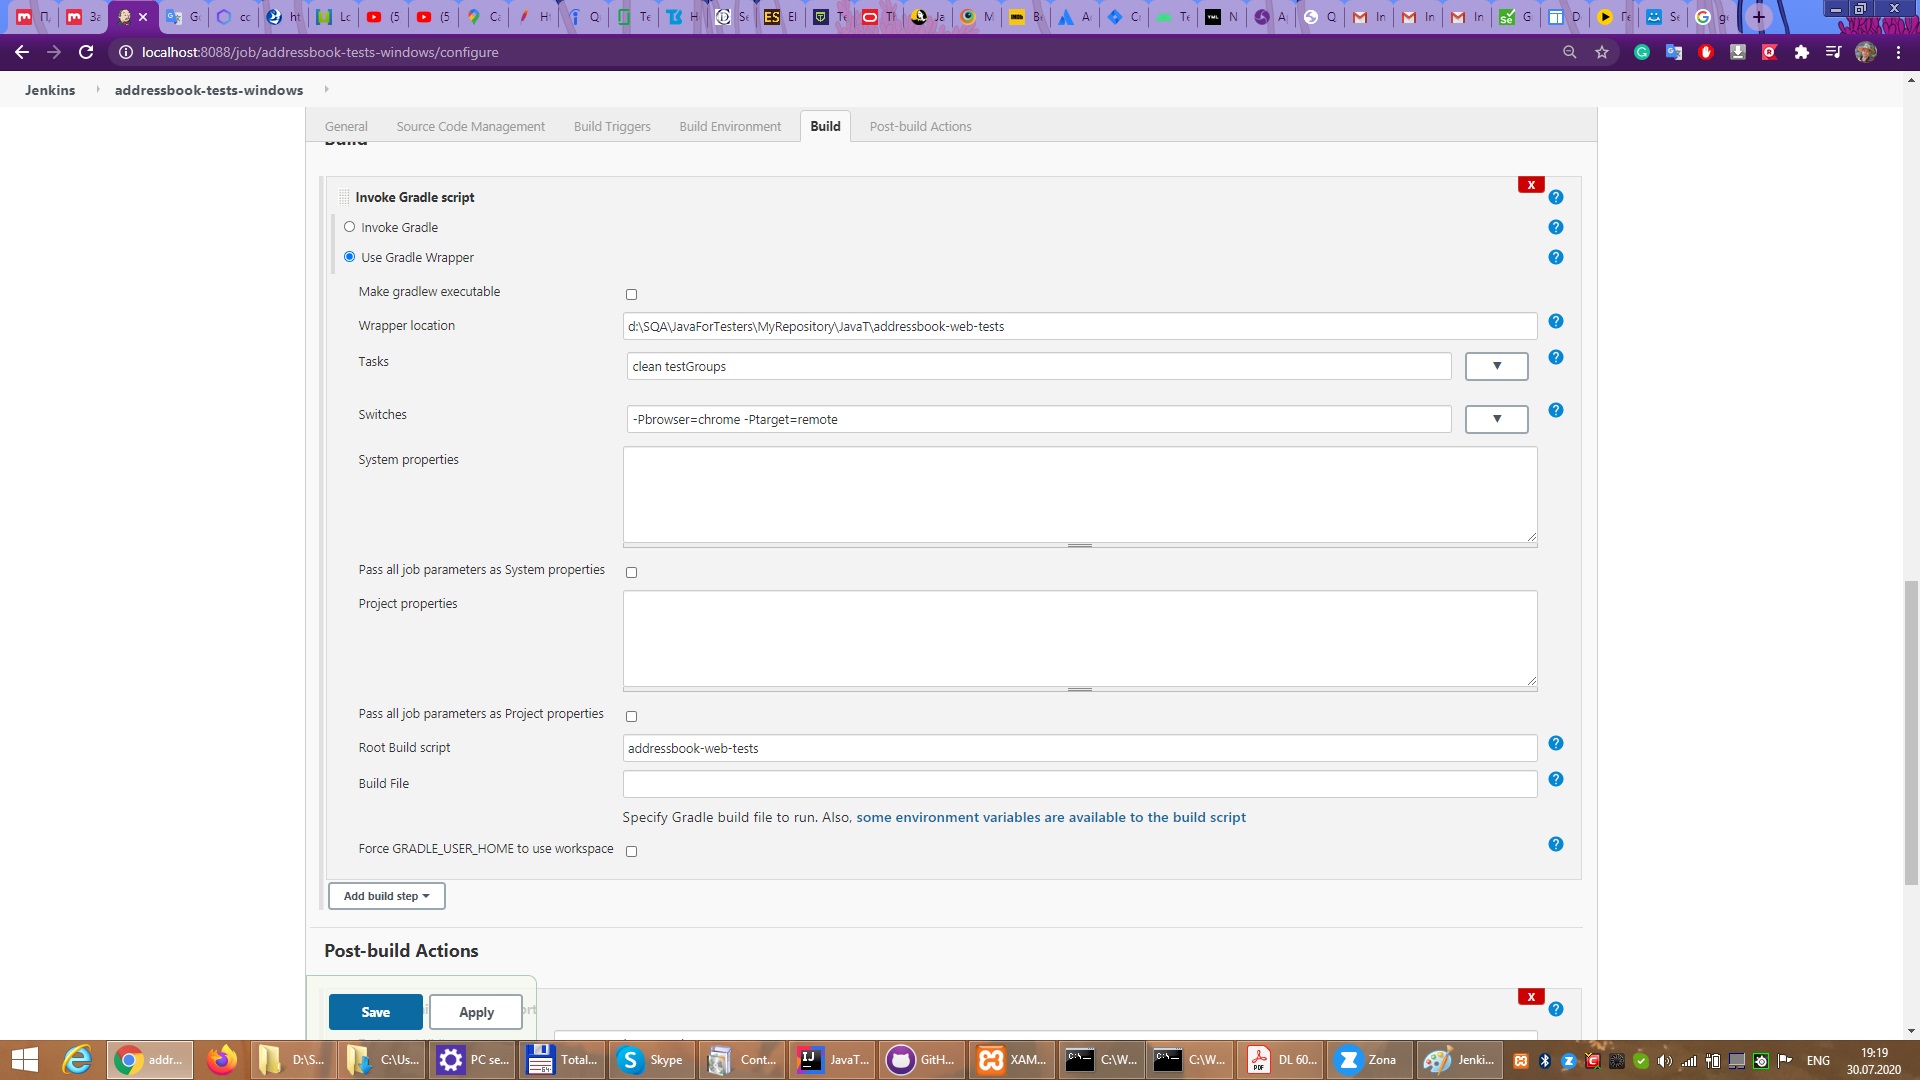 localhost:8088/job/addressbook-tests-windows/configure
Jenkins
addressbook-tests-windows
General
Source Code Management
Build Triggers
Build Environment
Build
Post-build Actions
Build
Invoke Gradle script
X
Invoke Gradle
Use Gradle Wrapper
Make gradlew executable
Wrapper location
d:\SQA\JavaForTesters\MyRepository\JavaT\addressbook-web-tests
Tasks
clean testGroups
Switches
-Pbrowser=chrome -Ptarget=remote
System properties
Pass all job parameters as System properties
Project properties
Pass all job parameters as Project properties
Root Build script
addressbook-web-tests
Build File
Specify Gradle build file to run. Also, some environment variables are available to the build script
Force GRADLE_USER_HOME to use workspace
Add build step
Post-build Actions
X
Save
Apply
addr...
D:\S...
C:\Us...
PC se...
Total...
Skype
Cont...
JavaT...
GitH...
XAM...
C:\W...
C:\W...
DL 60...
Zona
Jenki...
ENG
19:19
30.07.2020